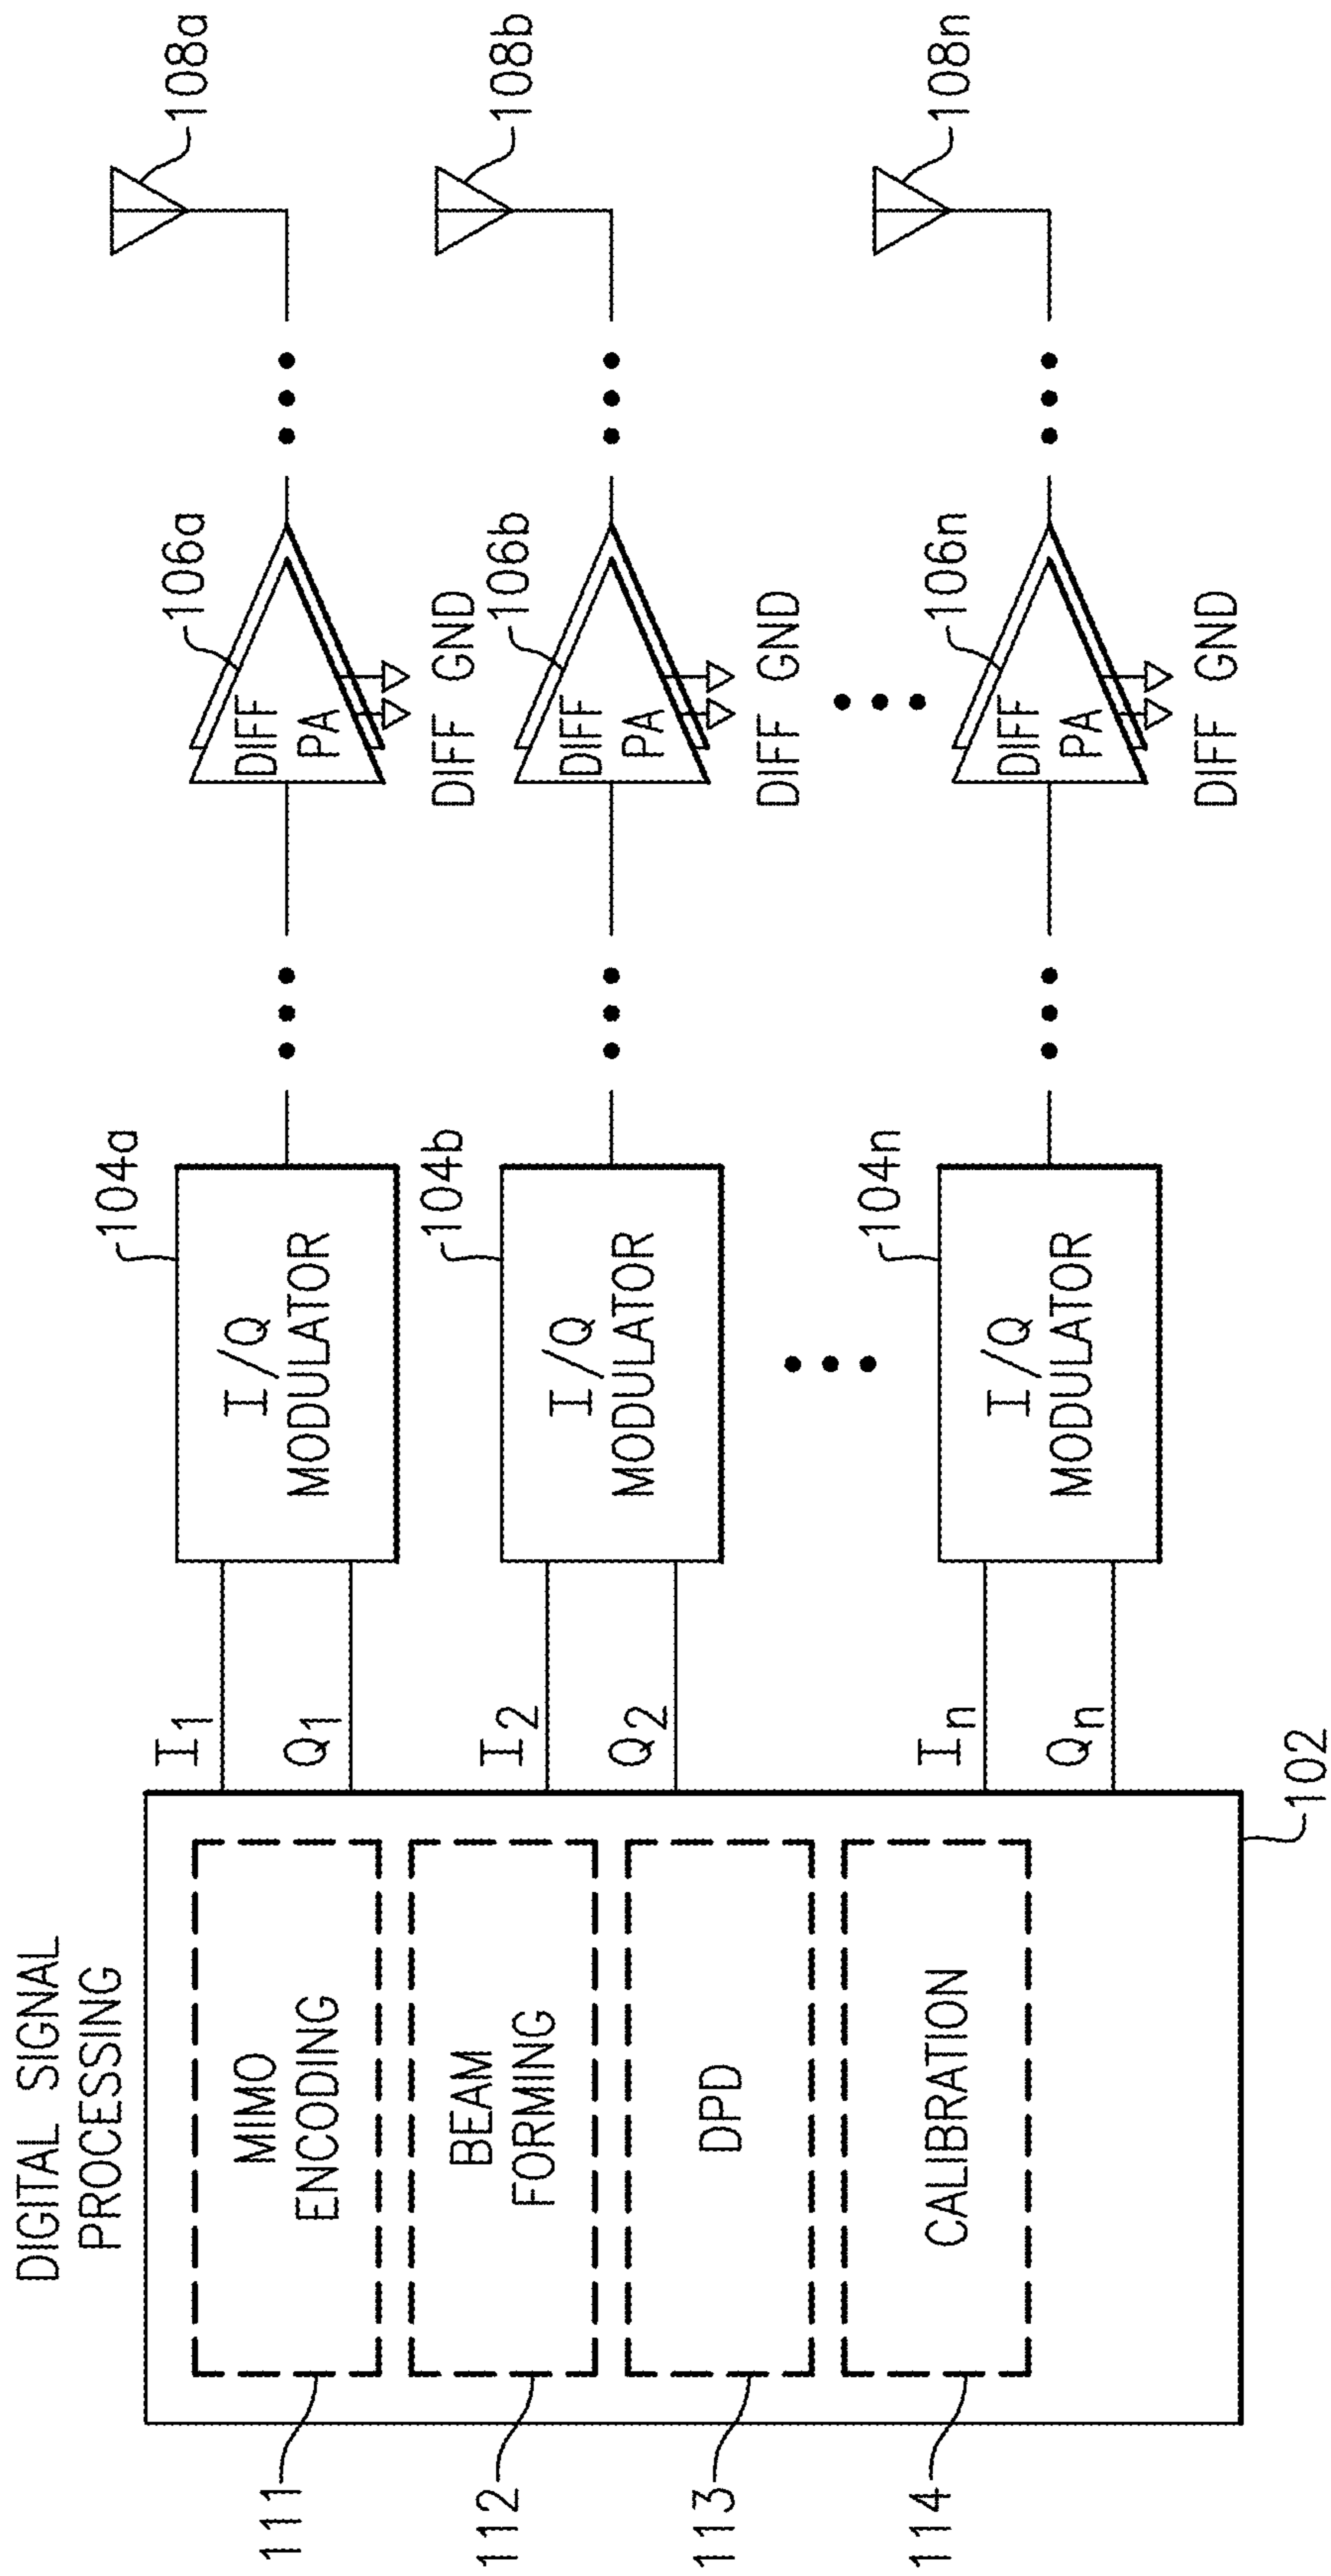 DIGITAL SIGNAL
PROCESSING
111
MIMO
ENCODING
112
BEAM
FORMING
113
DPD
114
CALIBRATION
102
I1
Q1
I2
Q2
In
Qn
104a
I/Q
MODULATOR
104b
I/Q
MODULATOR
104n
I/Q
MODULATOR
106a
DIFF
PA
DIFF GND
106b
DIFF
PA
DIFF GND
106n
DIFF
PA
DIFF GND
108a
108b
108n